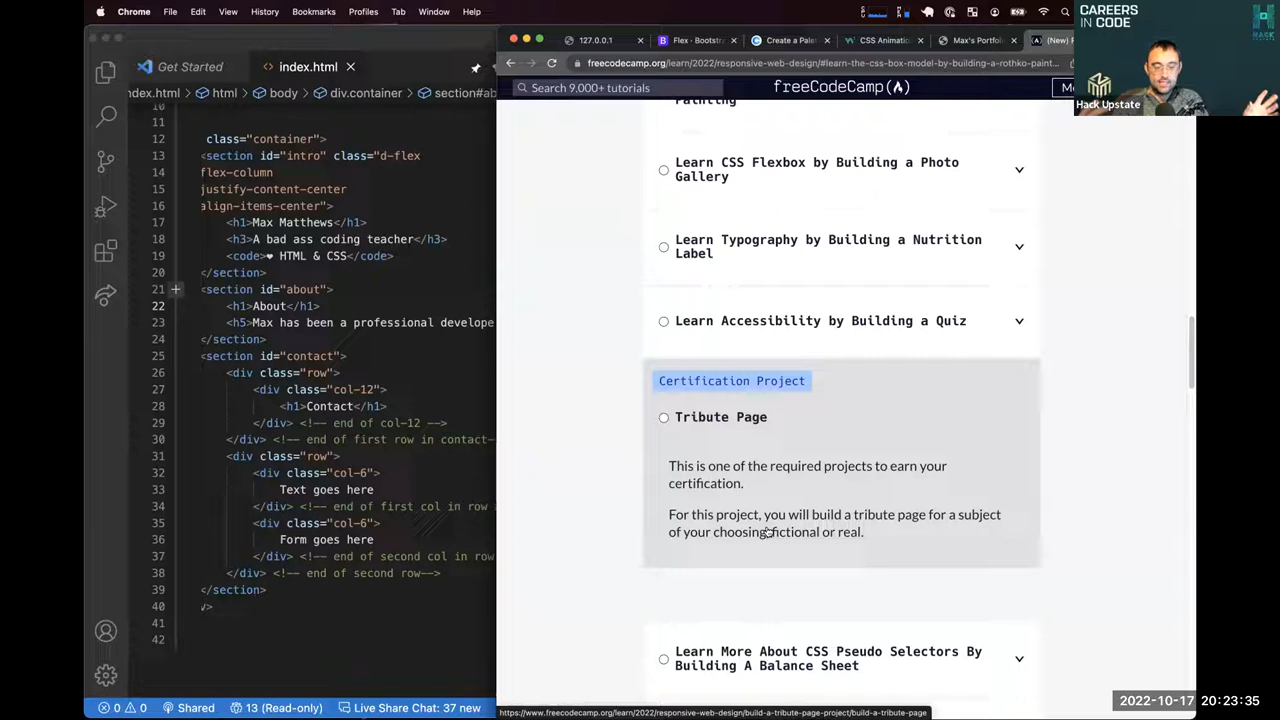 Chrome File Edit View History Bookmarks Profiles Tab Window Help
CAREERS
IN CODE
HACK
Hack Upstate
Get Started
index.html
127.0.0.1
Flex · Bootstra
Create a Pale
CSS Animatio
Max's Portfol
(New) R
freecodecamp.org/learn/2022/responsive-web-design/#learn-the-css-box-model-by-building-a-rothko-paint...
ndex.html > html > body > div.container > section#ab
Search 9,000+ tutorials
freeCodeCamp(🔥)
10
11
12 class="container">
13 <section id="intro" class="d-flex
14 flex-column
15 justify-content-center
16 align-items-center">
17 <h1>Max Matthews</h1>
18 <h3>A bad ass coding teacher</h3>
19 <code>♥ HTML & CSS</code>
20 </section>
21 <section id="about">
22 <h1>About</h1>
23 <h5>Max has been a professional develope
24 </section>
25 <section id="contact">
26 <div class="row">
27 <div class="col-12">
28 <h1>Contact</h1>
29 </div> <!-- end of col-12 -->
30 </div> <!-- end of first row in contact-
31 <div class="row">
32 <div class="col-6">
33 Text goes here
34 </div> <!-- end of first col in row
35 <div class="col-6">
36 Form goes here
37 </div> <!-- end of second col in row
38 </div> <!-- end of second row-->
39 </section>
40 />
41
42
Painting
Learn CSS Flexbox by Building a Photo
Gallery
Learn Typography by Building a Nutrition
Label
Learn Accessibility by Building a Quiz
Certification Project
Tribute Page
This is one of the required projects to earn your
certification.
For this project, you will build a tribute page for a subject
of your choosing, fictional or real.
Learn More About CSS Pseudo Selectors By
Building A Balance Sheet
0 0 Shared 13 (Read-only) Live Share Chat: 37 new
https://www.freecodecamp.org/learn/2022/responsive-web-design/build-a-tribute-page-project/build-a-tribute-page
2022-10-17 20:23:35